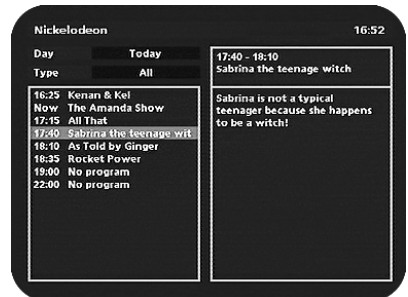 Nickelodeon 16:52
Day Today
Type All
16:25 Kenan & Kel
Now The Amanda Show
17:15 All That
17:40 Sabrina the teenage wit
18:10 As Told by Ginger
18:35 Rocket Power
19:00 No program
22:00 No program
17:40 - 18:10
Sabrina the teenage witch
Sabrina is not a typical
teenager because she happens
to be a witch!